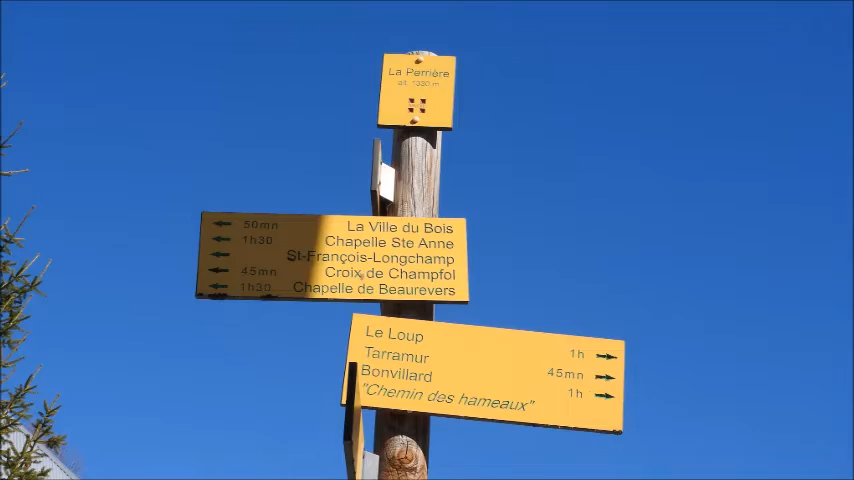 La Perrière
alt. 1320 m
50mn La Ville du Bois
1h30 Chapelle Ste Anne
St-François-Longchamp
45mn Croix de Champfol
1h30 Chapelle de Beaurevers
Le Loup 1h
Tarramur 45mn
Bonvillard 1h
"Chemin des hameaux"